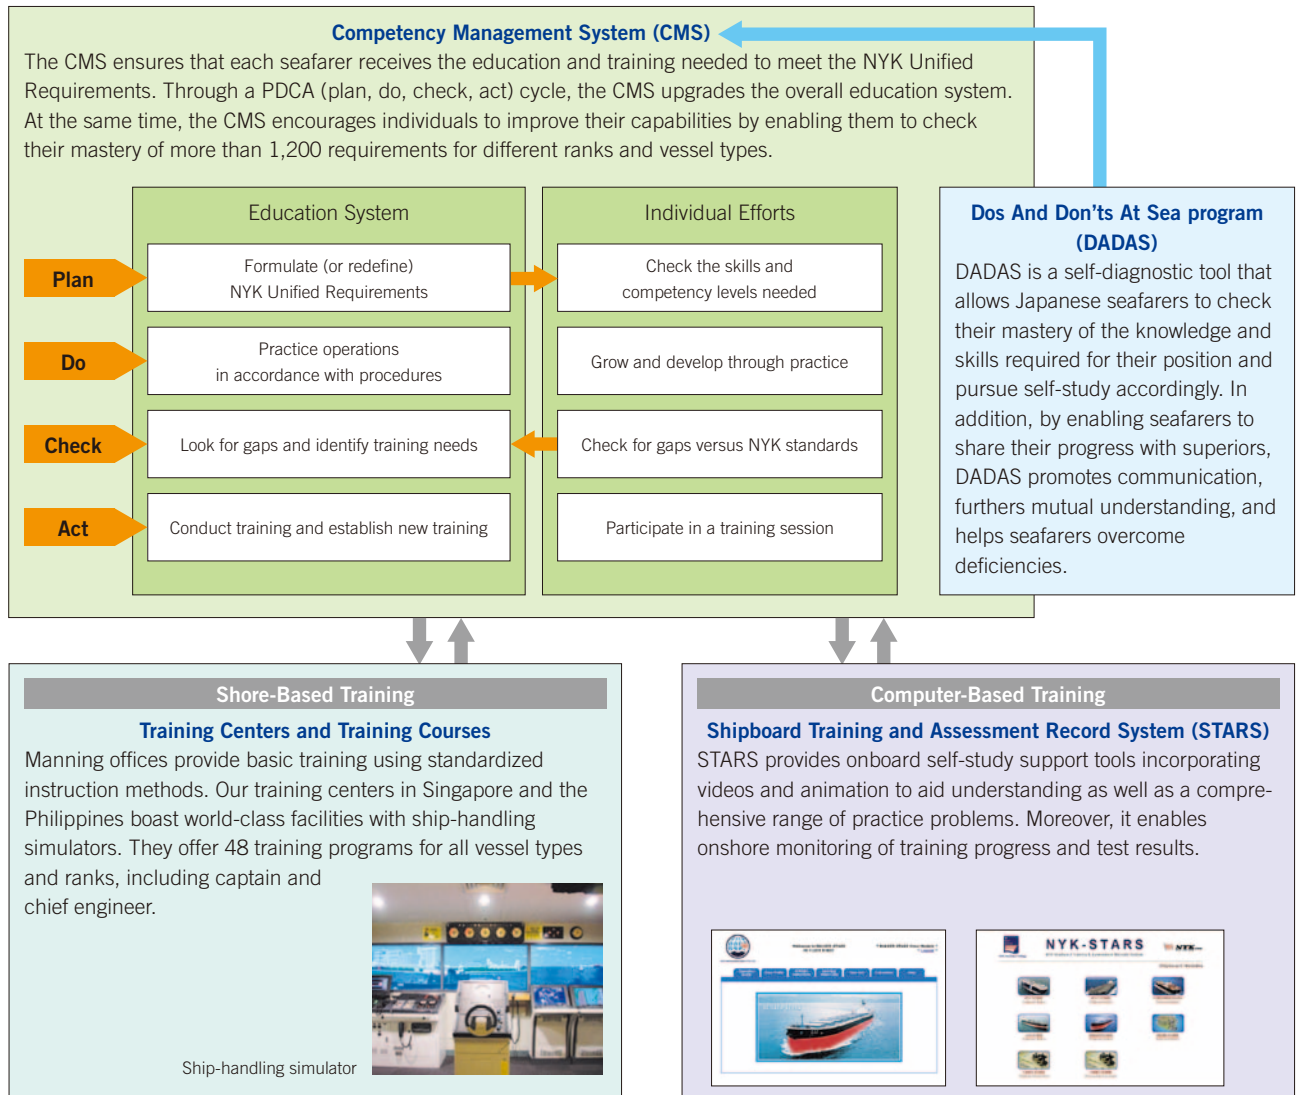 Competency Management System (CMS)
The CMS ensures that each seafarer receives the education and training needed to meet the NYK Unified
Requirements. Through a PDCA (plan, do, check, act) cycle, the CMS upgrades the overall education system.
At the same time, the CMS encourages individuals to improve their capabilities by enabling them to check
their mastery of more than 1,200 requirements for different ranks and vessel types.
Education System
Individual Efforts
Plan
Formulate (or redefine)
NYK Unified Requirements
Check the skills and
competency levels needed
Do
Practice operations
in accordance with procedures
Grow and develop through practice
Check
Look for gaps and identify training needs
Check for gaps versus NYK standards
Act
Conduct training and establish new training
Participate in a training session
Dos And Don'ts At Sea program
(DADAS)
DADAS is a self-diagnostic tool that
allows Japanese seafarers to check
their mastery of the knowledge and
skills required for their position and
pursue self-study accordingly. In
addition, by enabling seafarers to
share their progress with superiors,
DADAS promotes communication,
furthers mutual understanding, and
helps seafarers overcome
deficiencies.
Shore-Based Training
Training Centers and Training Courses
Manning offices provide basic training using standardized
instruction methods. Our training centers in Singapore and the
Philippines boast world-class facilities with ship-handling
simulators. They offer 48 training programs for all vessel types
and ranks, including captain and
chief engineer.
Ship-handling simulator
Computer-Based Training
Shipboard Training and Assessment Record System (STARS)
STARS provides onboard self-study support tools incorporating
videos and animation to aid understanding as well as a compre-
hensive range of practice problems. Moreover, it enables
onshore monitoring of training progress and test results.
NYK-STARS
NYK